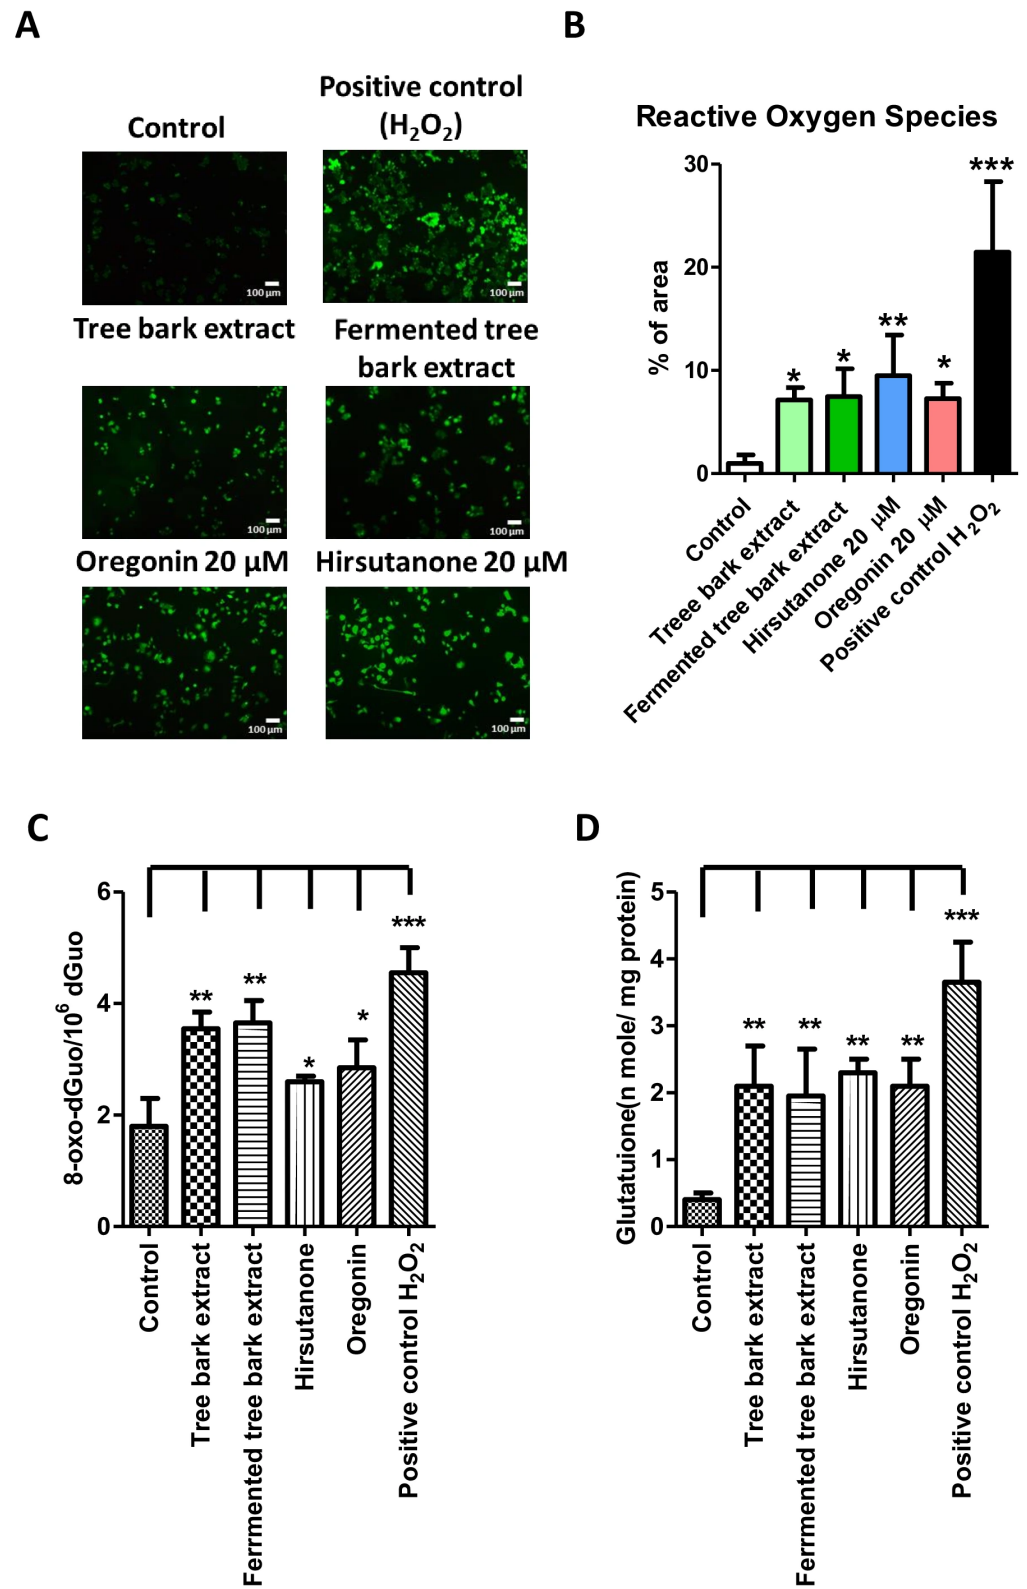 A
Control
Positive control
(H₂O₂)
100 µm
100 µm
Tree bark extract
Fermented tree
bark extract
100 µm
100 µm
Oregonin 20 µM
Hirsutanone 20 µM
100 µm
100 µm
B
Reactive Oxygen Species
% of area
30
20
10
0
*
*
**
*
***
Control
Treee bark extract
Fermented tree bark extract
Hirsutanone 20 µM
Oregonin 20 µM
Positive control H₂O₂
C
8-oxo-dGuo/10⁶ dGuo
6
4
2
0
**
**
*
*
***
Control
Tree bark extract
Ferrmented tree bark extract
Hirsutanone
Oregonin
Positive control H₂O₂
D
Glutatuione(n mole/ mg protein)
5
4
3
2
1
0
**
**
**
**
***
Control
Tree bark extract
Fermented tree bark extract
Hirsutanone
Oregonin
Positive control H₂O₂